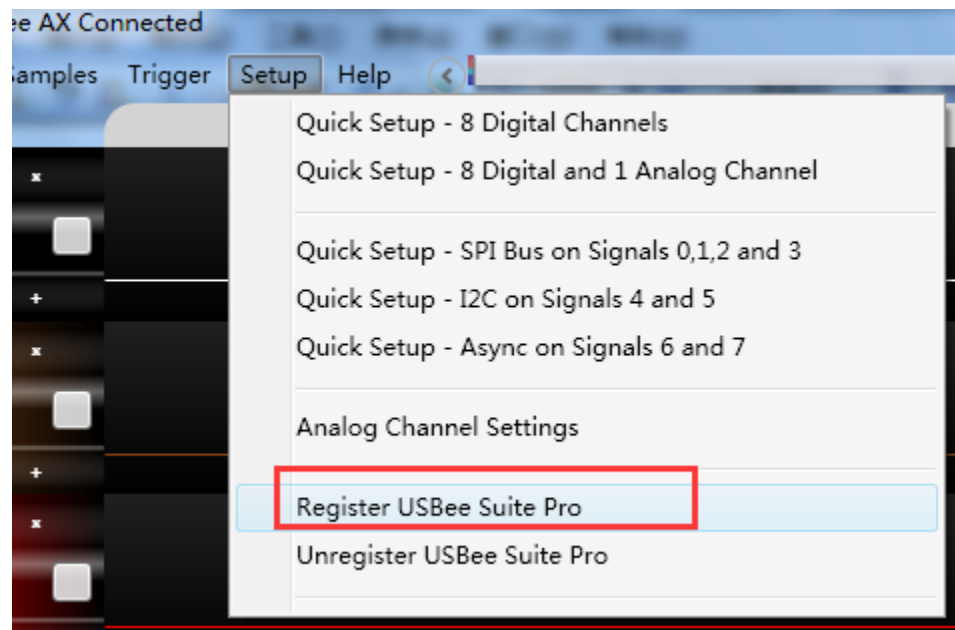 ee AX Connected
Samples Trigger Setup Help
Quick Setup - 8 Digital Channels
Quick Setup - 8 Digital and 1 Analog Channel
Quick Setup - SPI Bus on Signals 0,1,2 and 3
Quick Setup - I2C on Signals 4 and 5
Quick Setup - Async on Signals 6 and 7
Analog Channel Settings
Register USBee Suite Pro
Unregister USBee Suite Pro